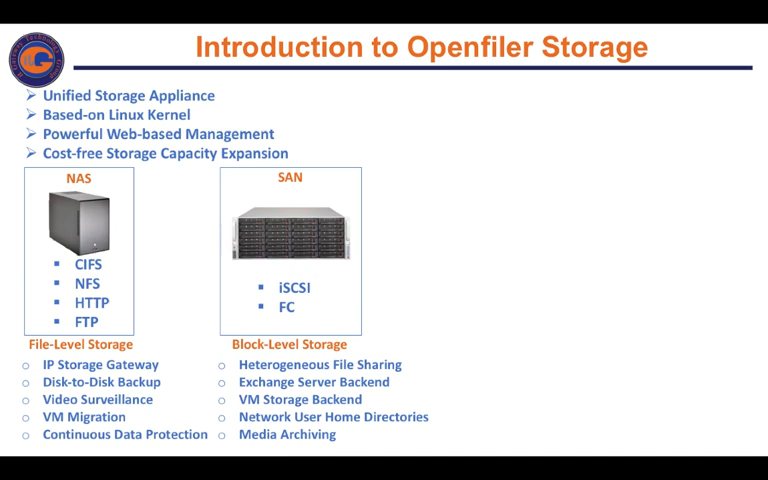 Introduction to Openfiler Storage
Unified Storage Appliance
Based-on Linux Kernel
Powerful Web-based Management
Cost-free Storage Capacity Expansion
NAS
CIFS
NFS
HTTP
FTP
File-Level Storage
IP Storage Gateway
Disk-to-Disk Backup
Video Surveillance
VM Migration
Continuous Data Protection
SAN
iSCSI
FC
Block-Level Storage
Heterogeneous File Sharing
Exchange Server Backend
VM Storage Backend
Network User Home Directories
Media Archiving